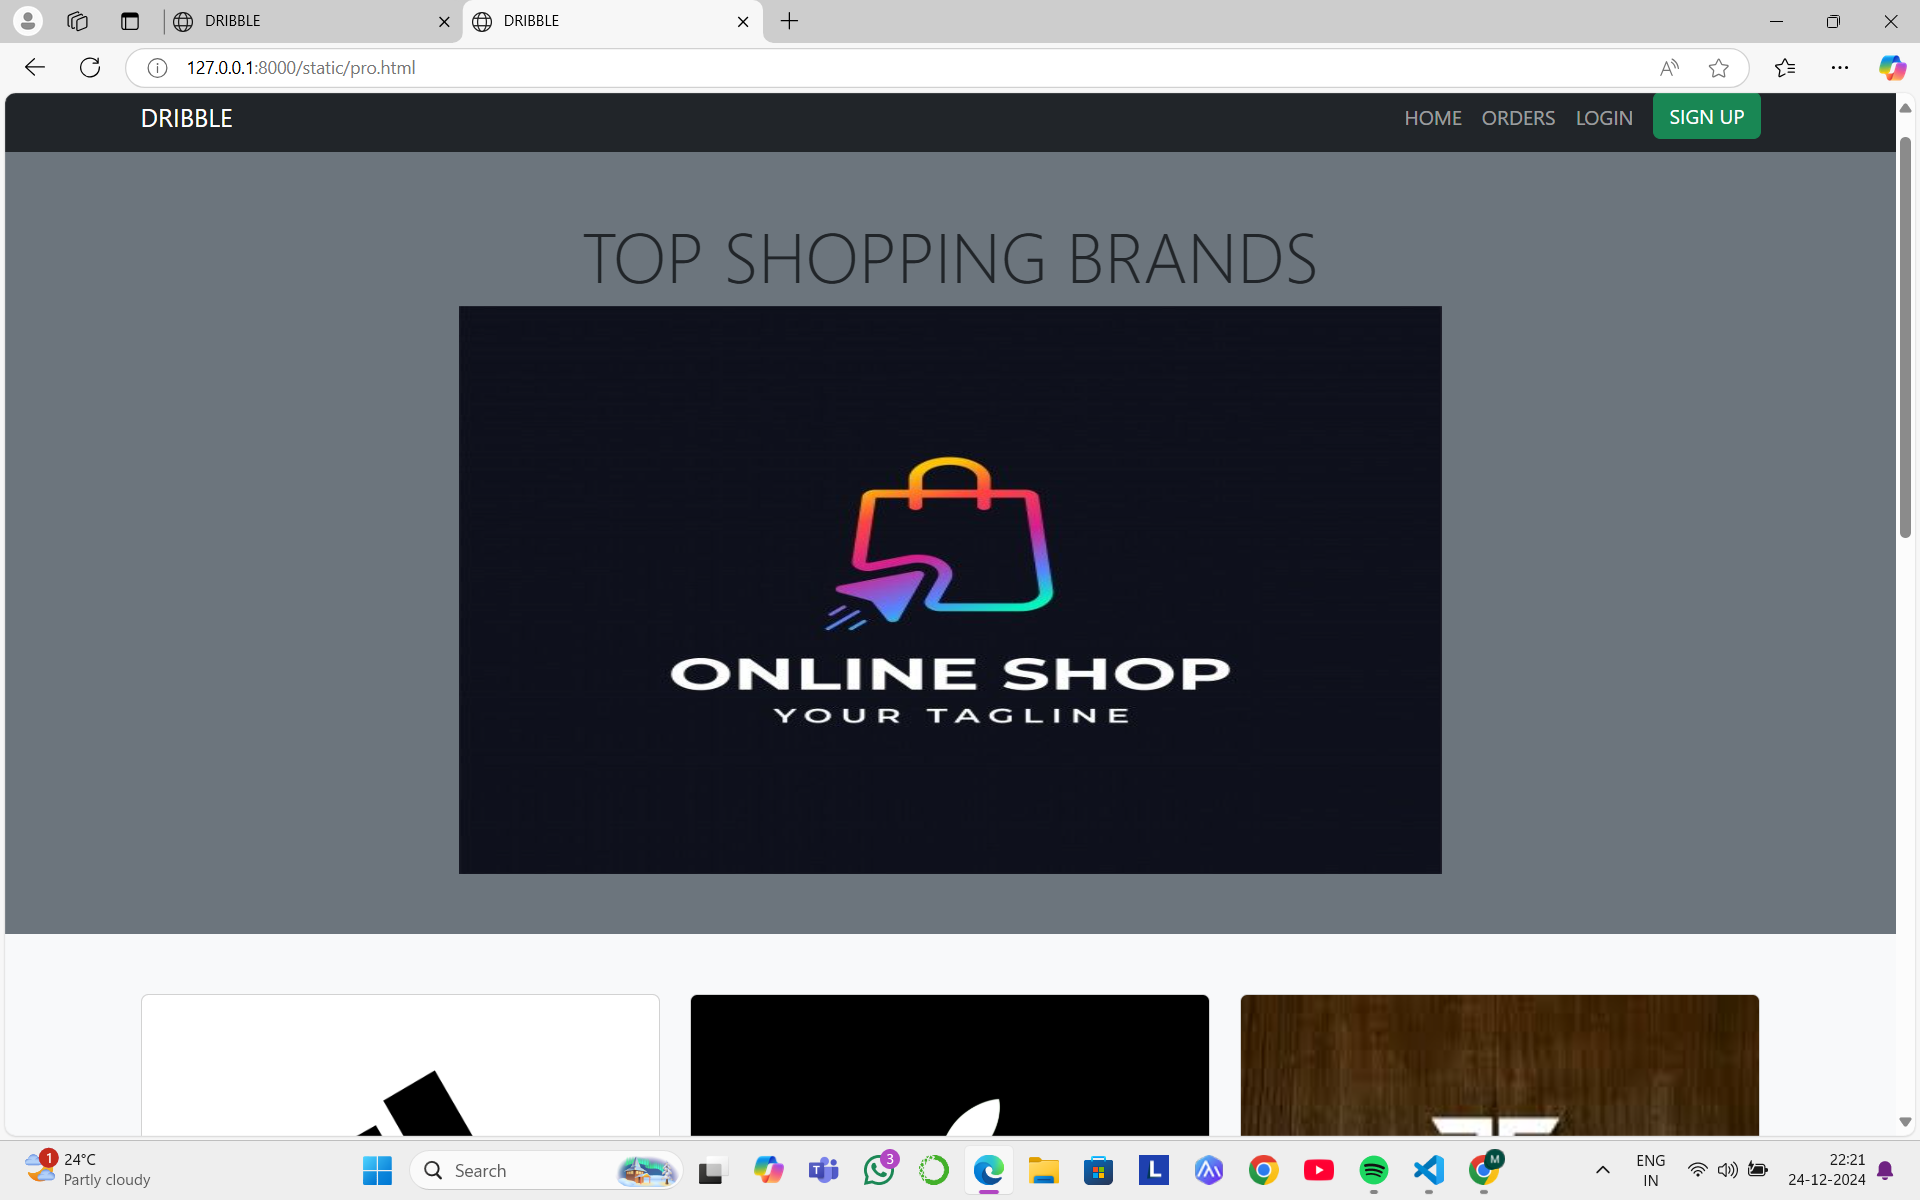 DRIBBLE
DRIBBLE
127.0.0.1:8000/static/pro.html
DRIBBLE
HOME ORDERS LOGIN SIGN UP
TOP SHOPPING BRANDS
ONLINE SHOP
YOUR TAGLINE
1
24°C
Partly cloudy
Search
3
L
M
ENG
IN
22:21
24-12-2024